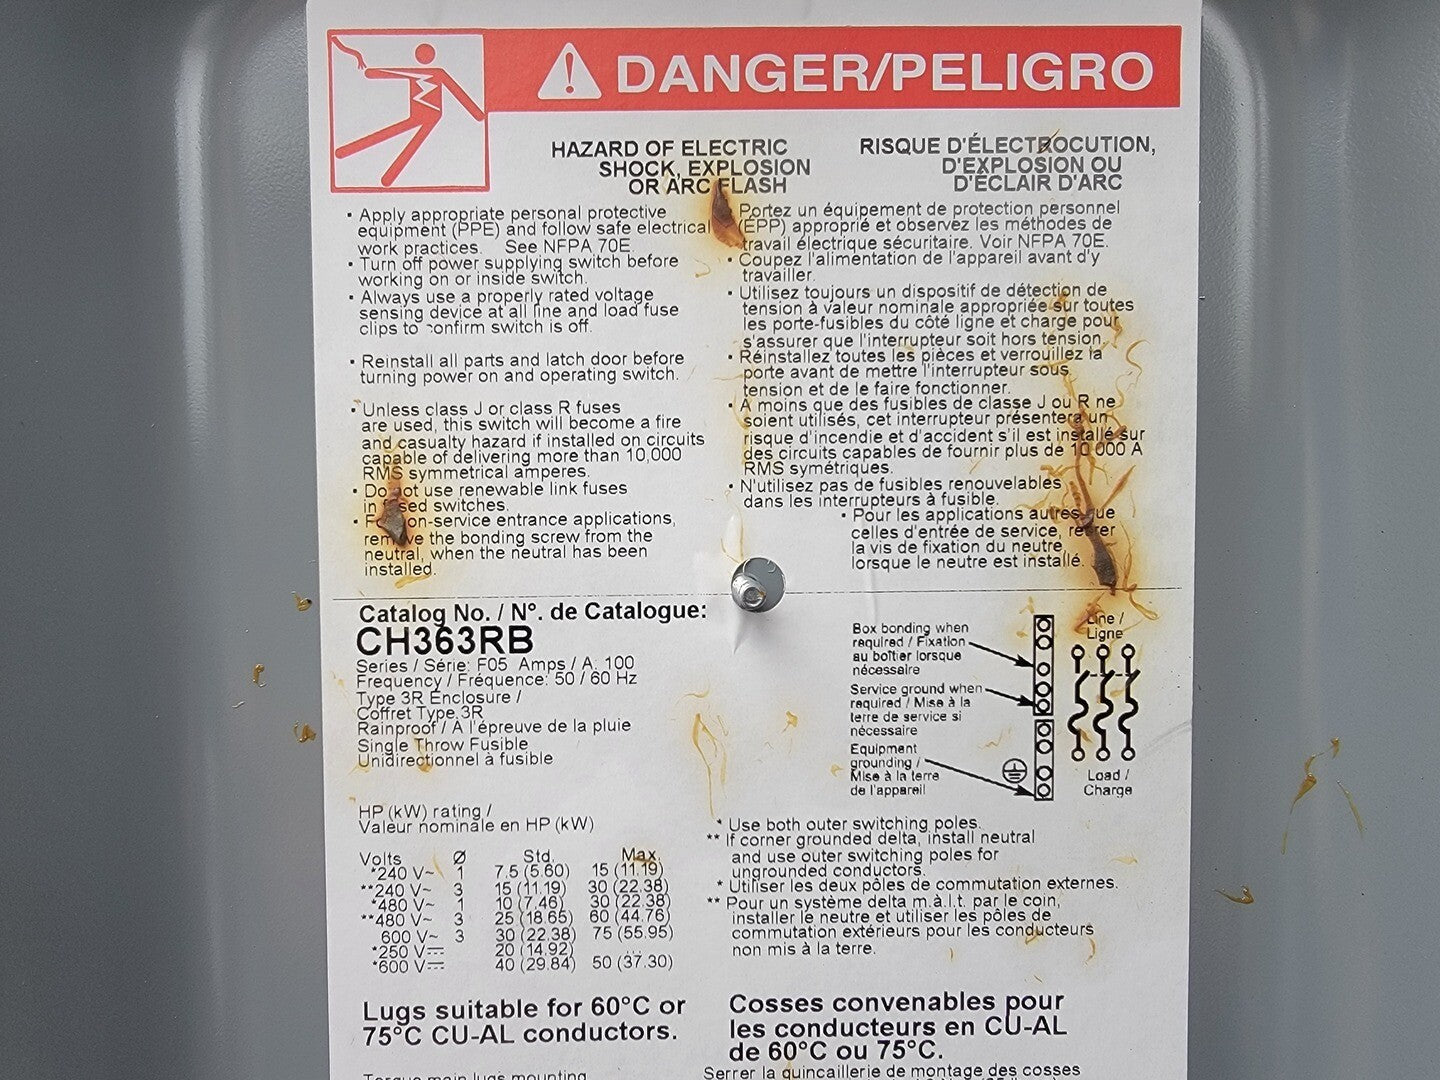 DANGER/PELIGRO
HAZARD OF ELECTRIC
SHOCK, EXPLOSION
OR ARC FLASH
• Apply appropriate personal protective
equipment (PPE) and follow safe electrical
work practices. See NFPA 70E.
• Turn off power supplying switch before
working on or inside switch.
• Always use a properly rated voltage
sensing device at all line and load fuse
clips to confirm switch is off.
• Reinstall all parts and latch door before
turning power on and operating switch.
• Unless class J or class R fuses
are used, this switch will become a fire
and casualty hazard if installed on circuits
capable of delivering more than 10,000
RMS symmetrical amperes.
• Do not use renewable link fuses
in fused switches.
• For non-service entrance applications,
remove the bonding screw from the
neutral, when the neutral has been
installed.
RISQUE D'ÉLECTROCUTION,
D'EXPLOSION OU
D'ÉCLAIR D'ARC
• Portez un équipement de protection personnel
(ÉPP) approprié et observez les méthodes de
travail électrique sécuritaire. Voir NFPA 70E.
• Coupez l'alimentation de l'appareil avant d'y
travailler.
• Utilisez toujours un dispositif de détection de
tension à valeur nominale appropriée sur toutes
les porte-fusibles du côté ligne et charge pour
s'assurer que l'interrupteur soit hors tension.
• Réinstallez toutes les pièces et verrouillez la
porte avant de mettre l'interrupteur sous
tension et de le faire fonctionner.
• A moins que des fusibles de classe J ou R ne
soient utilisés, cet interrupteur présentera un
risque d'incendie et d'accident s'il est installé sur
des circuits capables de fournir plus de 10 000 A
RMS symétriques.
• N'utilisez pas de fusibles renouvelables
dans les interrupteurs à fusible.
• Pour les applications autres que
celles d'entrée de service, retirer
la vis de fixation du neutre,
lorsque le neutre est installé.
Catalog No. / N°. de Catalogue:
CH363RB
Series / Série: F05 Amps / A. 100
Frequency / Fréquence: 50 / 60 Hz
Type 3R Enclosure /
Coffret Type 3R
Rainproof / A l'épreuve de la pluie
Single Throw Fusible
Unidirectionnel à fusible
Box bonding when
required / Fixation
au boîtier lorsque
nécessaire
Service ground when
required / Mise à la
terre de service si
nécessaire
Equipment
grounding /
Mise à la terre
de l'appareil
Line /
Ligne
Load /
Charge
HP (kW) rating /
Valeur nominale en HP (kW)
Volts Ø Std. Max.
*240 V~ 1 7.5 (5.60) 15 (11.19)
**240 V~ 3 15 (11.19) 30 (22.38)
*480 V~ 1 10 (7.46) 30 (22.38)
**480 V~ 3 25 (18.65) 60 (44.76)
600 V~ 3 30 (22.38) 75 (55.95)
*250 V⎓ 20 (14.92) ...
*600 V⎓ 40 (29.84) 50 (37.30)
* Use both outer switching poles.
** If corner grounded delta, install neutral
and use outer switching poles for
ungrounded conductors.
* Utiliser les deux pôles de commutation externes.
** Pour un système delta m.à.l.t. par le coin,
installer le neutre et utiliser les pôles de
commutation extérieurs pour les conducteurs
non mis à la terre.
Lugs suitable for 60°C or
75°C CU-AL conductors.
Cosses convenables pour
les conducteurs en CU-AL
de 60°C ou 75°C.
Torque main lugs mounting
Serrer la quincaillerie de montage des cosses